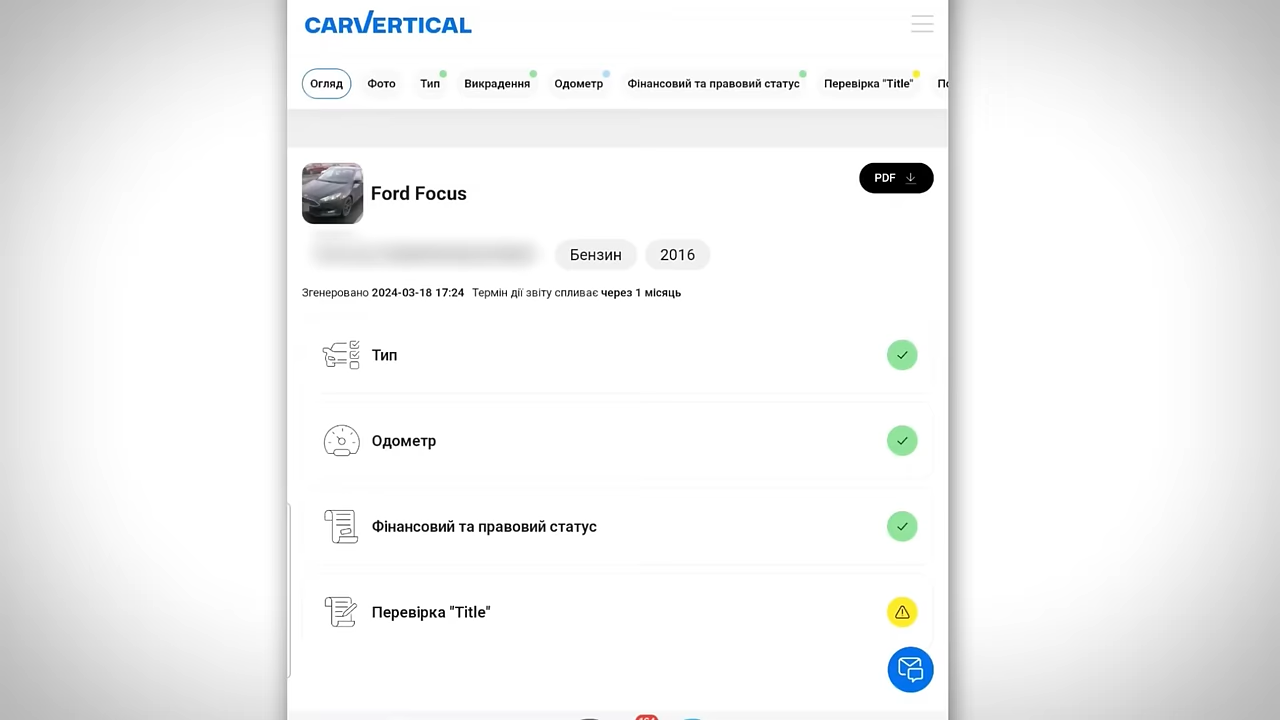 CARVERTICAL
Огляд Фото Тип Викрадення Одометр Фінансовий та правовий статус Перевірка "Title"
Ford Focus
PDF
Бензин 2016
Згенеровано 2024-03-18 17:24 Термін дії звіту спливає через 1 місяць
Тип
Одометр
Фінансовий та правовий статус
Перевірка "Title"